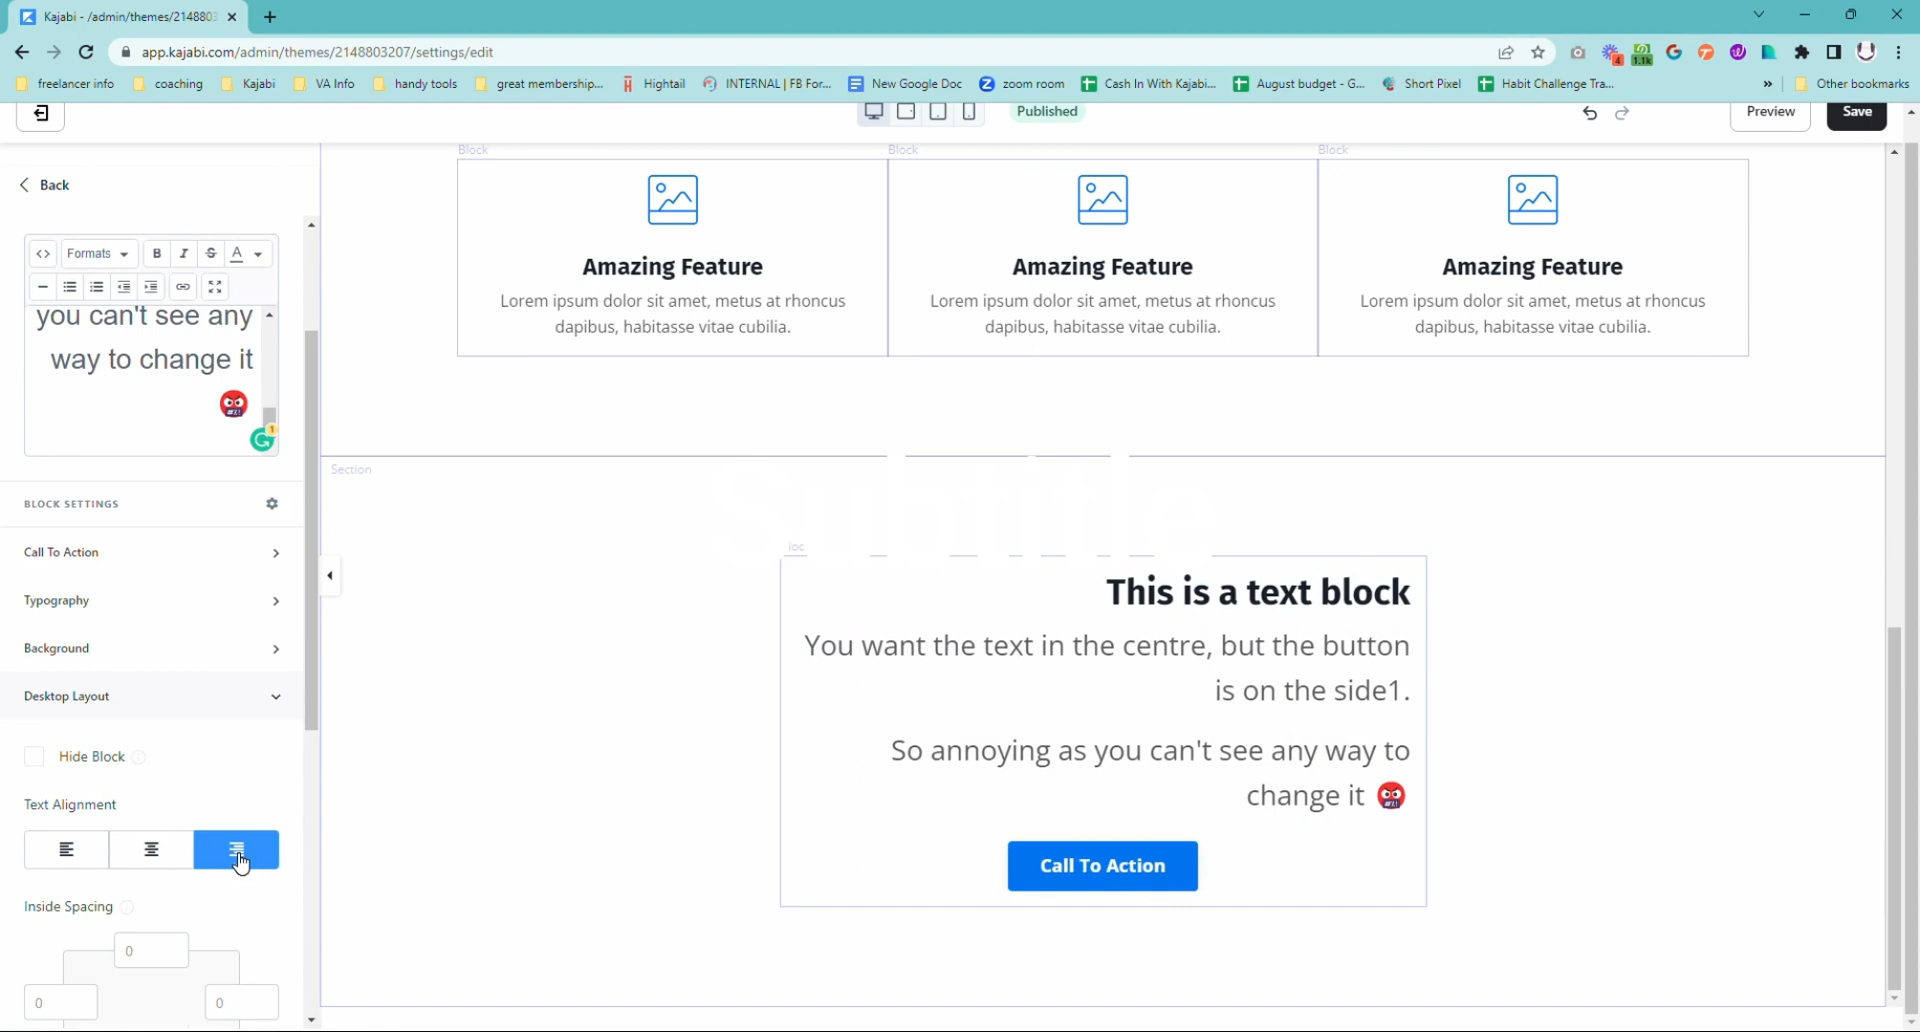 Kajabi - /admin/themes/2148803
app.kajabi.com/admin/themes/2148803207/settings/edit
4
1.1k
freelancer info
coaching
Kajabi
VA Info
handy tools
great membership...
Hightail
INTERNAL | FB For...
New Google Doc
zoom room
Cash In With Kajabi...
August budget - G...
Short Pixel
Habit Challenge Tra...
»
Other bookmarks
Published
Preview
Save
Back
Formats
B
I
S
A
you can't see any
way to change it
1
BLOCK SETTINGS
Call To Action
Typography
Background
Desktop Layout
Hide Block
Text Alignment
Inside Spacing
0
0
0
Block
Block
Block
Amazing Feature
Lorem ipsum dolor sit amet, metus at rhoncus
dapibus, habitasse vitae cubilia.
Amazing Feature
Lorem ipsum dolor sit amet, metus at rhoncus
dapibus, habitasse vitae cubilia.
Amazing Feature
Lorem ipsum dolor sit amet, metus at rhoncus
dapibus, habitasse vitae cubilia.
Section
Subtitle
This is a text block
You want the text in the centre, but the button
is on the side1.
So annoying as you can't see any way to
change it
Call To Action